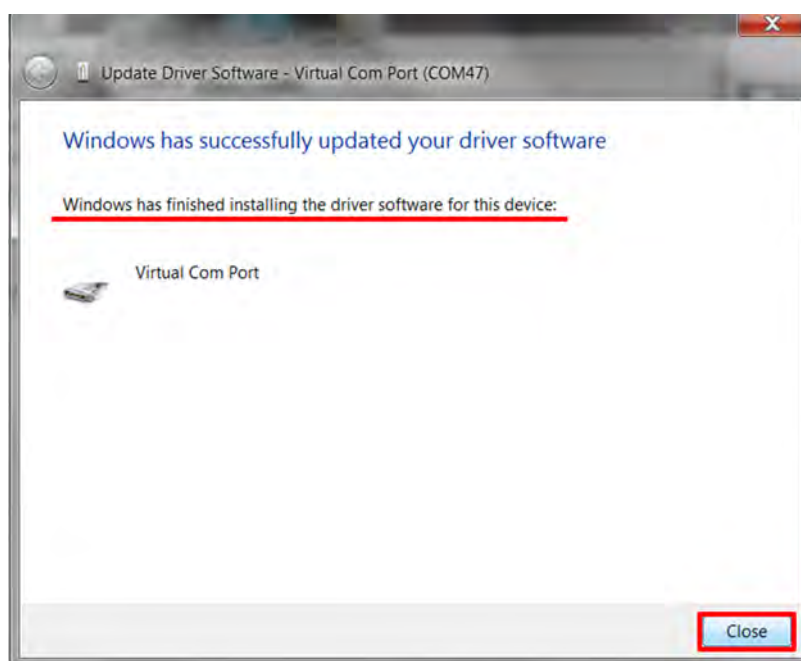 Update Driver Software - Virtual Com Port (COM47)
Windows has successfully updated your driver software
Windows has finished installing the driver software for this device:
Virtual Com Port
Close